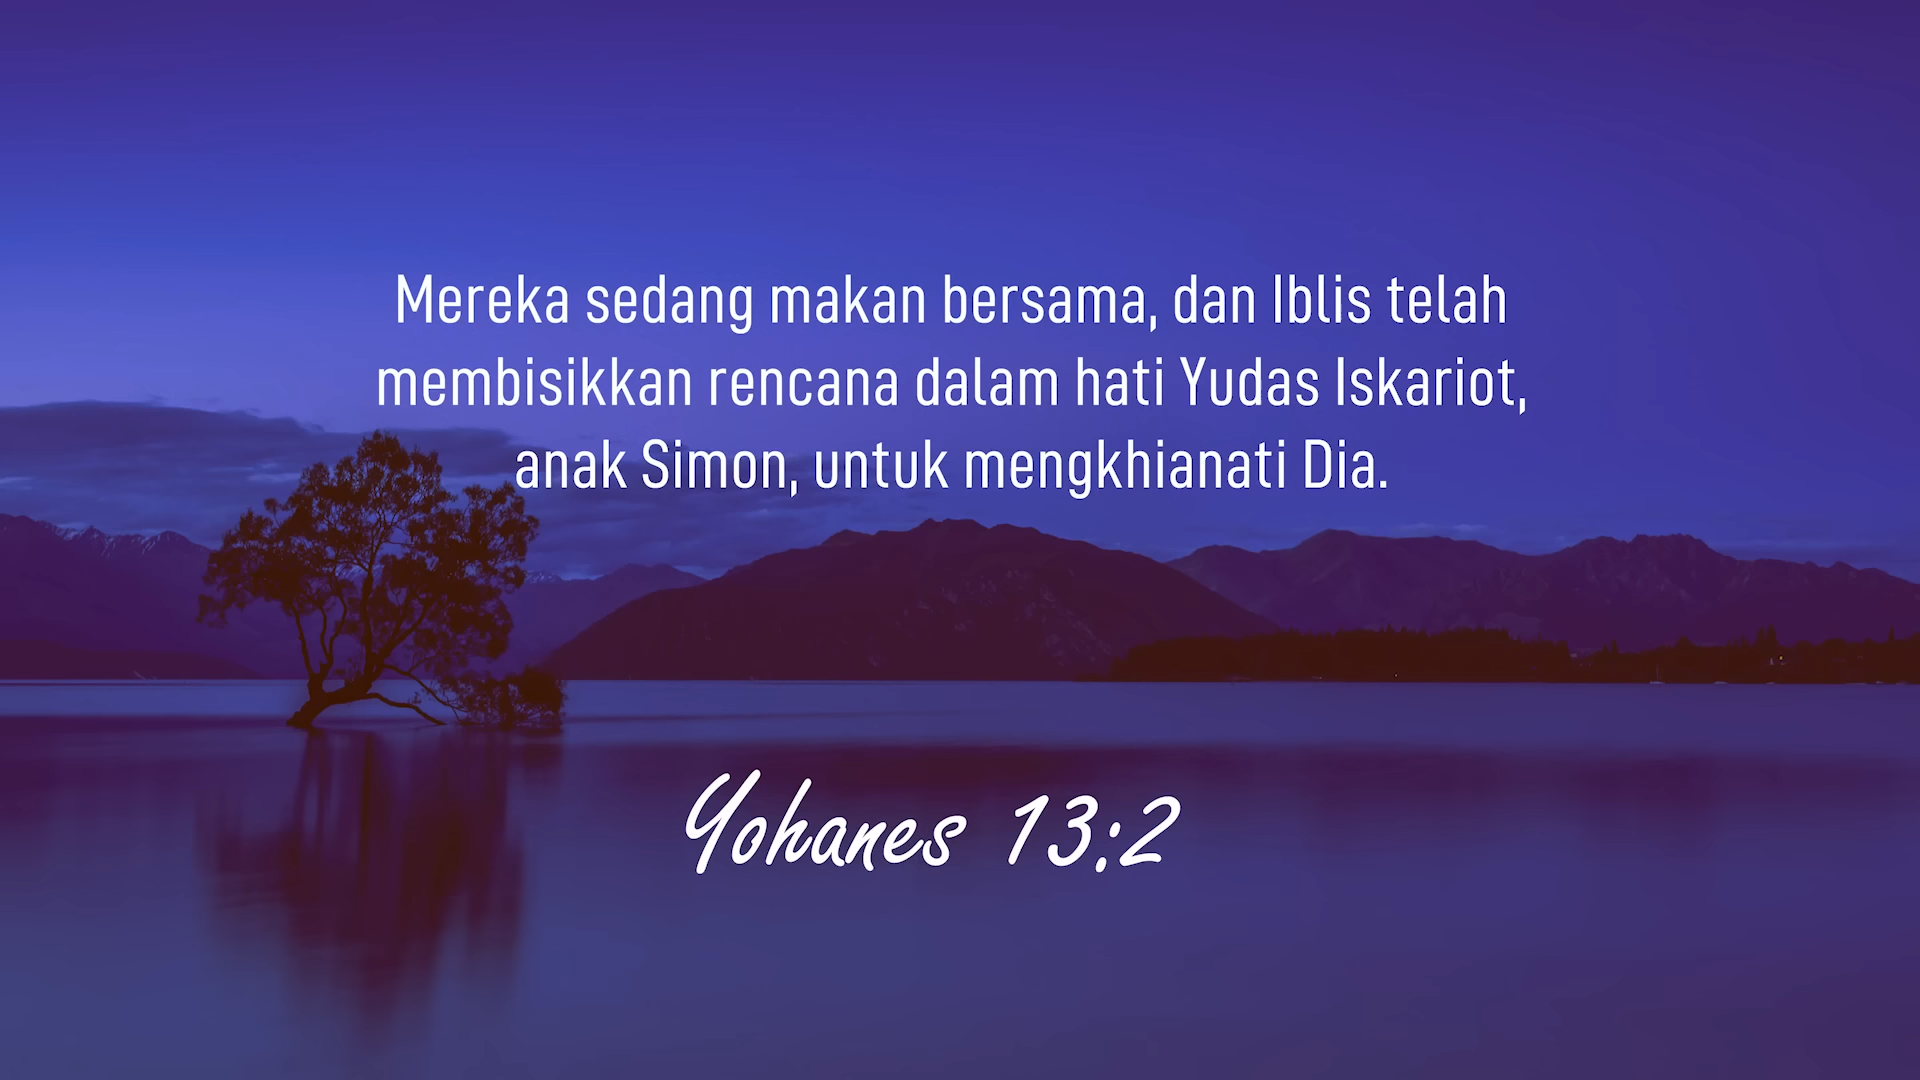 Mereka sedang makan bersama, dan Iblis telah
membisikkan rencana dalam hati Yudas Iskariot,
anak Simon, untuk mengkhianati Dia.
Yohanes 13:2